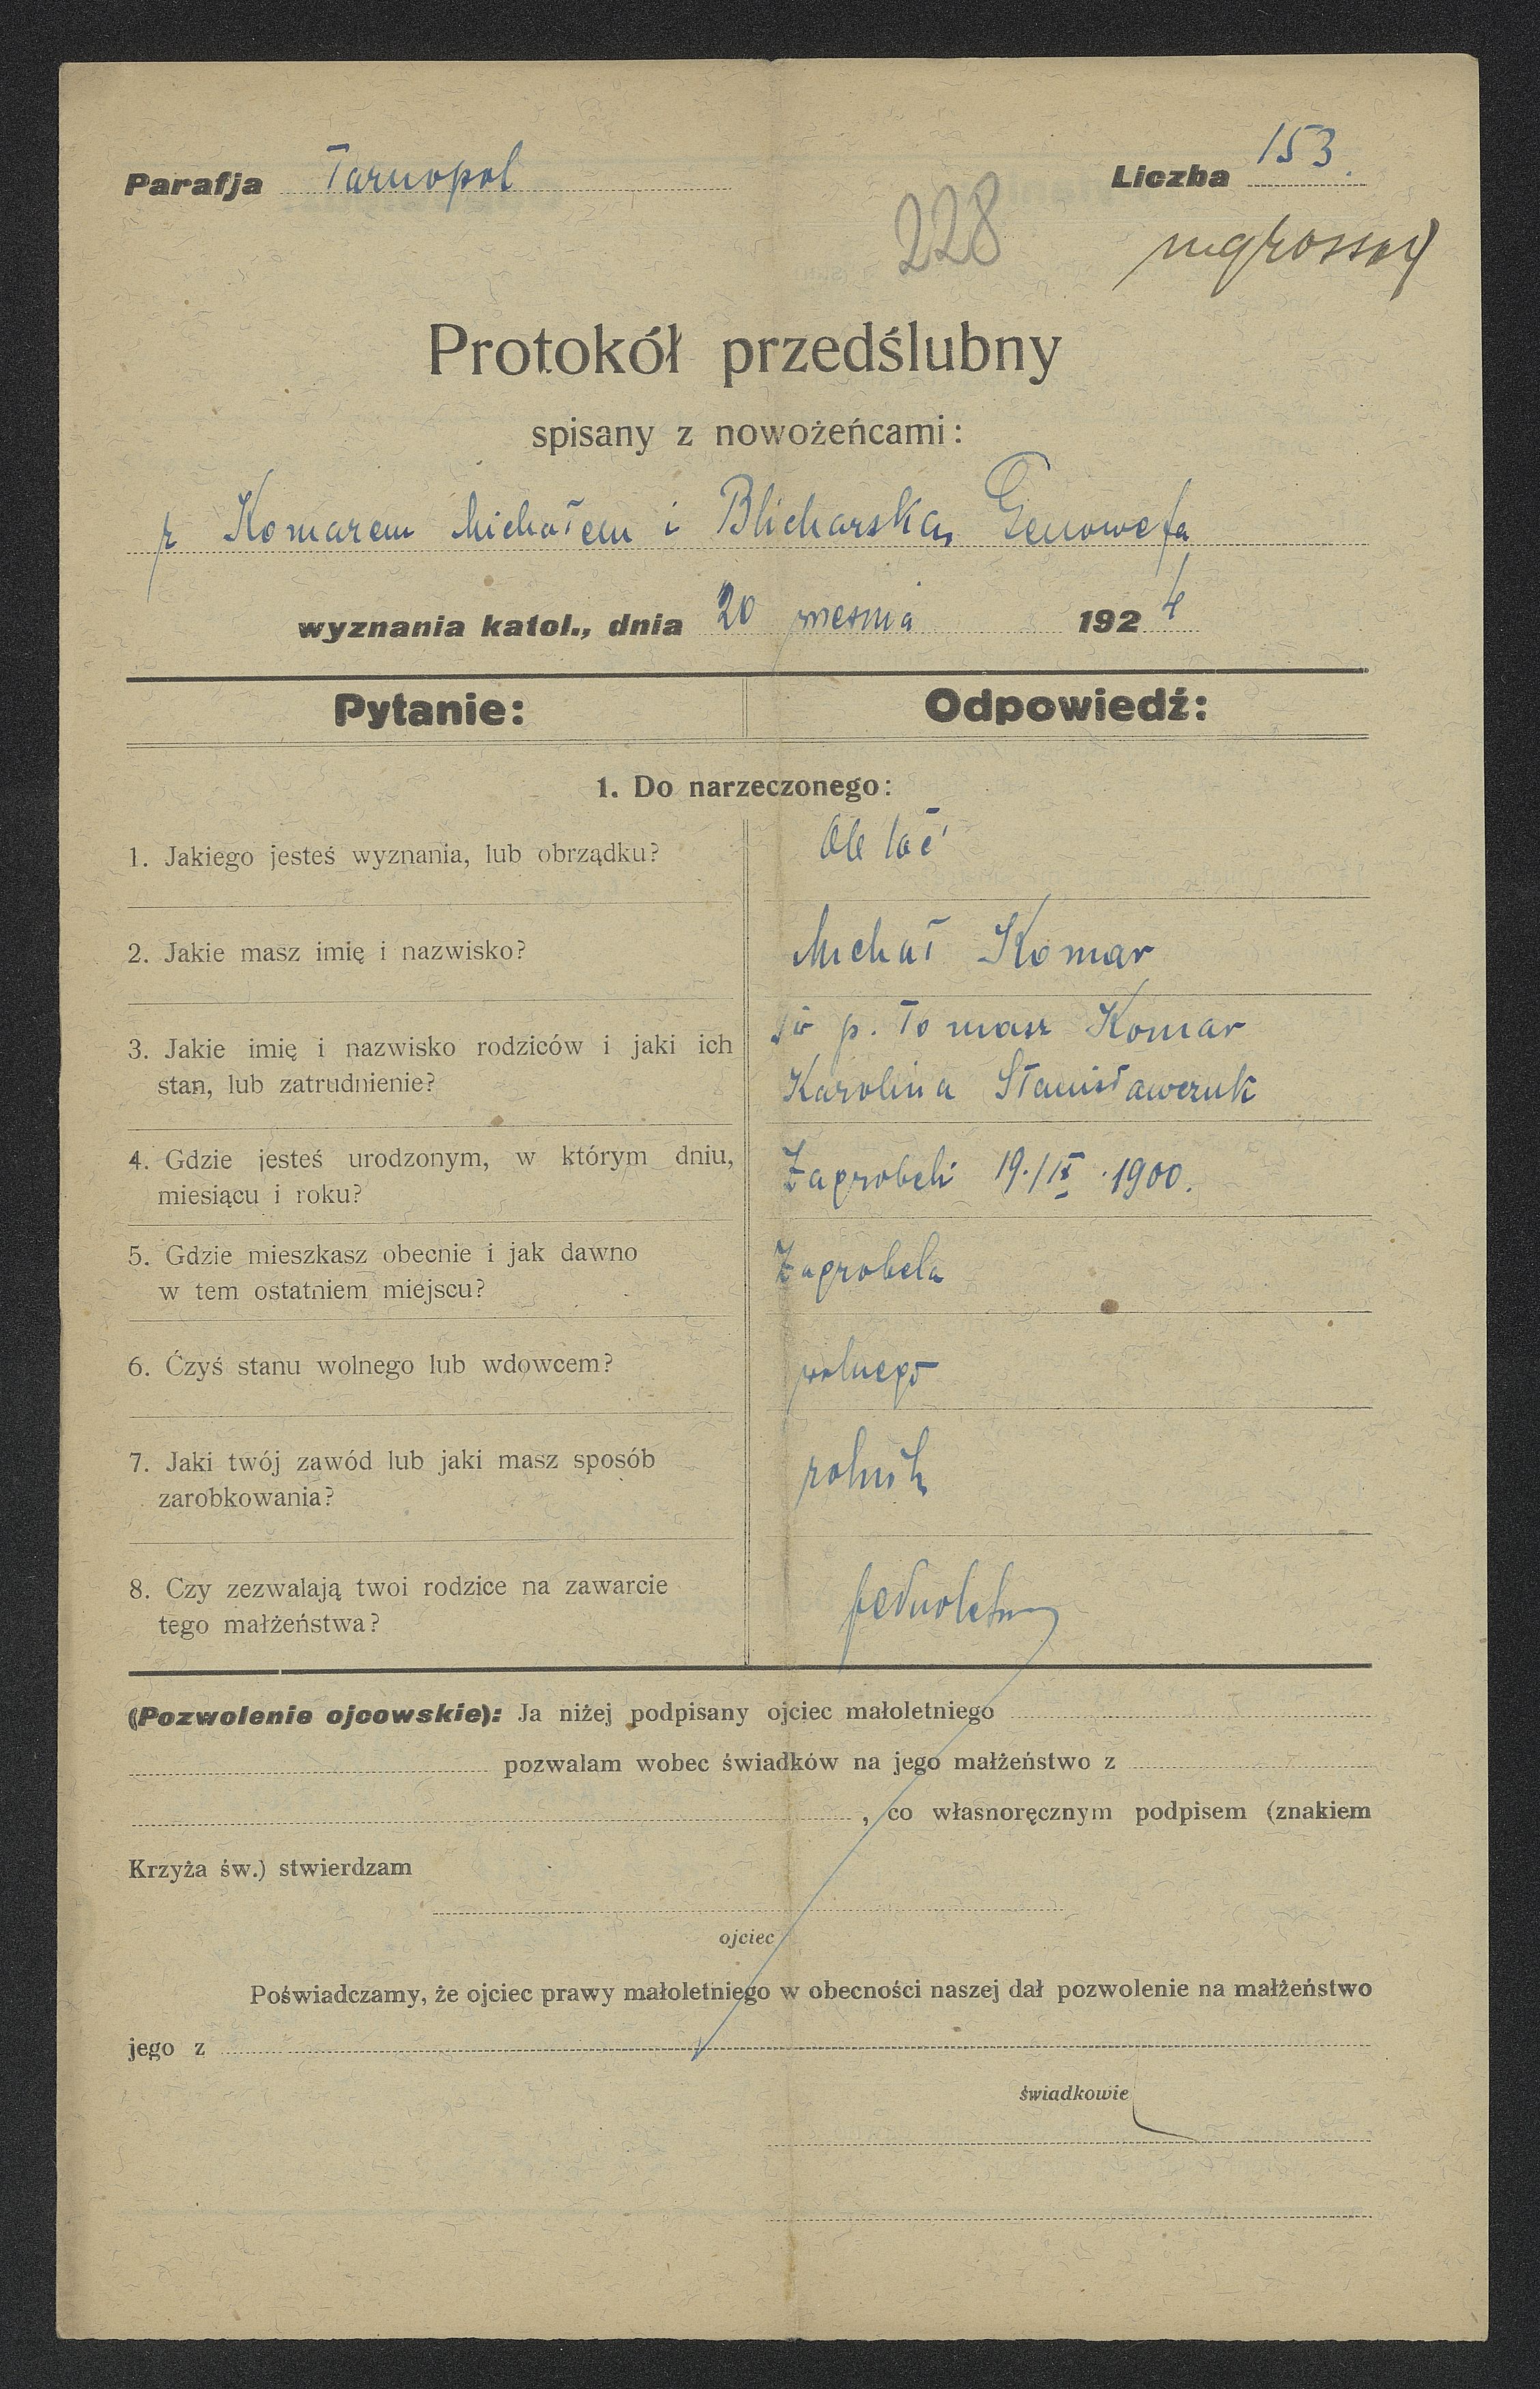 Parafja Tarnopol Liczba 153.
228
ingrossav
Protokół przedślubny
spisany z nowożeńcami:
z Komarem Michałem i Blicharską Genowefą
wyznania katol., dnia 20 wresnia 1924
Pytanie: Odpowiedź:
1. Do narzeczonego:
1. Jakiego jesteś wyznania, lub obrządku?
2. Jakie masz imię i nazwisko? Michał Komar
3. Jakie imię i nazwisko rodziców i jaki ich św p. Tomasz Komar
stan, lub zatrudnienie? Karolina Stanisławczuk
4. Gdzie jesteś urodzonym, w którym dniu,
miesiącu i roku? Zagrobeli 19./IX .1900.
5. Gdzie mieszkasz obecnie i jak dawno
w tem ostatniem miejscu? Zagrobela
6. Czyś stanu wolnego lub wdowcem? wolnego
7. Jaki twój zawód lub jaki masz sposób
zarobkowania? rolnik
8. Czy zezwalają twoi rodzice na zawarcie
tego małżeństwa? pełnoletny
(Pozwolenie ojcowskie): Ja niżej podpisany ojciec małoletniego
pozwalam wobec świadków na jego małżeństwo z
, co własnoręcznym podpisem (znakiem
Krzyża św.) stwierdzam
ojciec
Poświadczamy, że ojciec prawy małoletniego w obecności naszej dał pozwolenie na małżeństwo
jego z
świadkowie